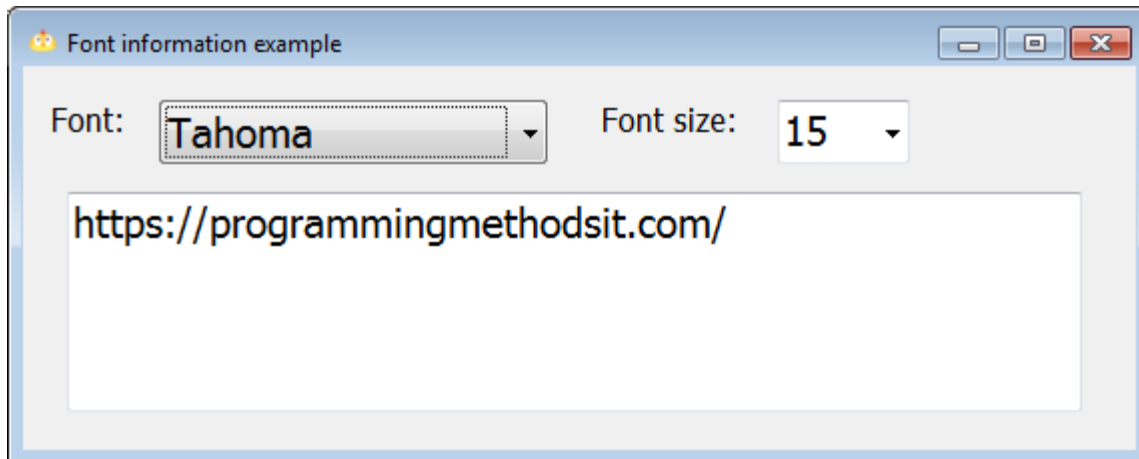 Font information example
Font: Tahoma Font size: 15
https://programmingmethodsit.com/